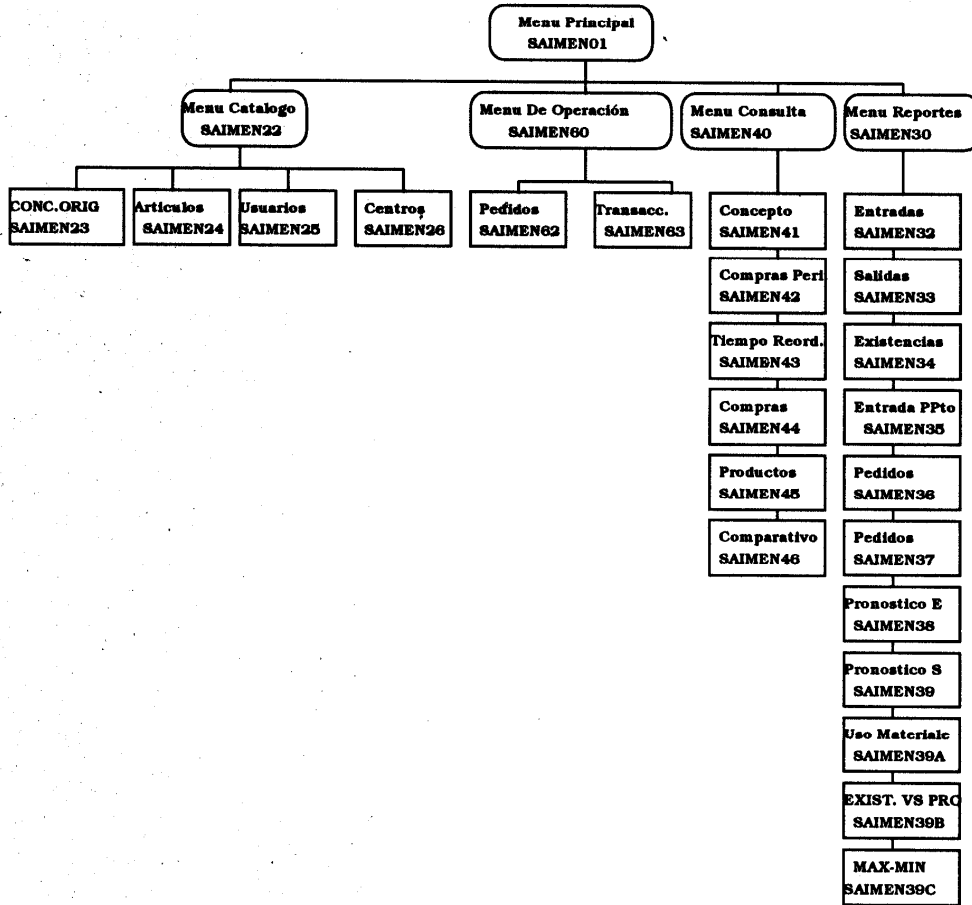 Menu Principal
SAIMEN01
Menu Catalogo
SAIMEN22
Menu De Operación
SAIMEN60
Menu Consulta
SAIMEN40
Menu Reportes
SAIMEN30
CONC.ORIG
SAIMEN23
Articulos
SAIMEN24
Usuarios
SAIMEN25
Centros
SAIMEN26
Pedidos
SAIMEN62
Transacc.
SAIMEN63
Concepto
SAIMEN41
Compras Peri
SAIMEN42
Tiempo Reord.
SAIMEN43
Compras
SAIMEN44
Productos
SAIMEN45
Comparativo
SAIMEN46
Entradas
SAIMEN32
Salidas
SAIMEN33
Existencias
SAIMEN34
Entrada PPto
SAIMEN35
Pedidos
SAIMEN36
Pedidos
SAIMEN37
Pronostico E
SAIMEN38
Pronostico S
SAIMEN39
Uso Materiale
SAIMEN39A
EXIST. VS PRO
SAIMEN39B
MAX-MIN
SAIMEN39C